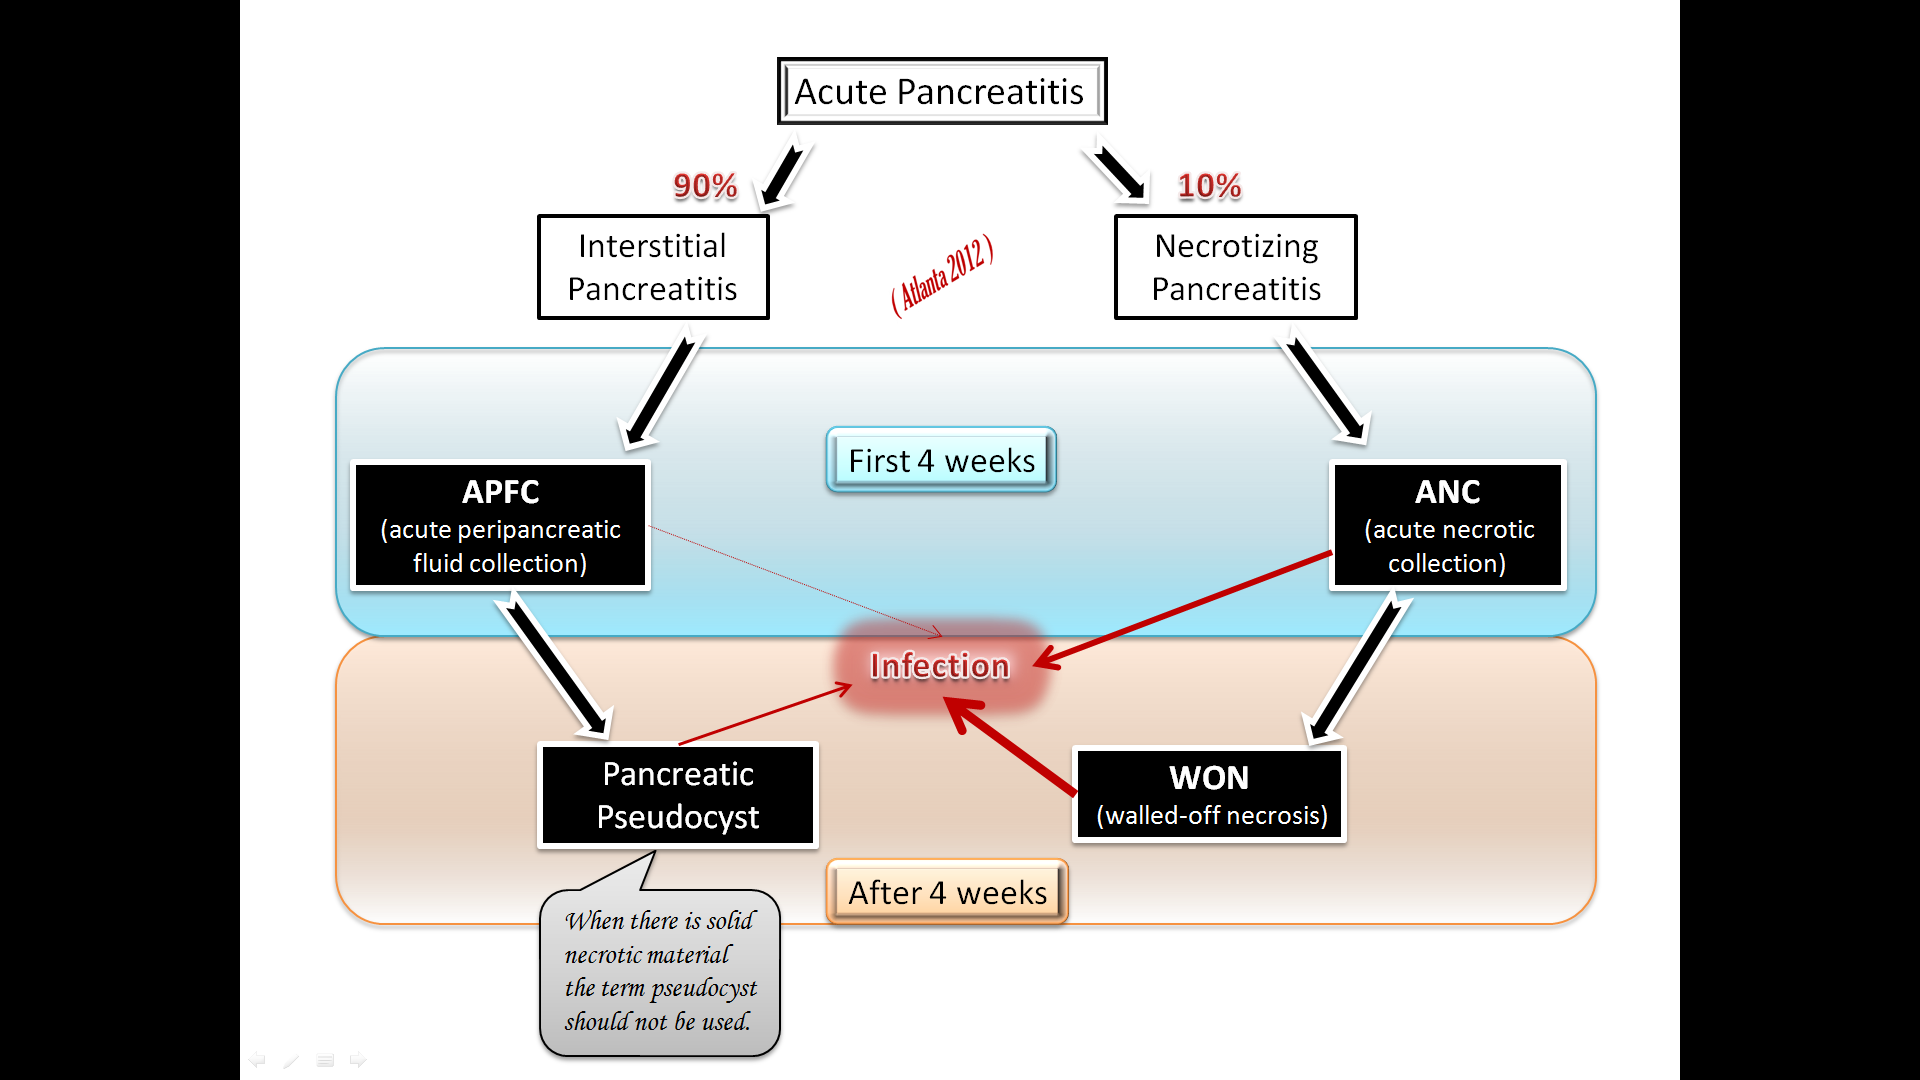 Acute Pancreatitis
90%
10%
Interstitial
Pancreatitis
( Atlanta 2012 )
Necrotizing
Pancreatitis
First 4 weeks
APFC
(acute peripancreatic
fluid collection)
ANC
(acute necrotic
collection)
Infection
Pancreatic
Pseudocyst
WON
(walled-off necrosis)
After 4 weeks
When there is solid
necrotic material
the term pseudocyst
should not be used.